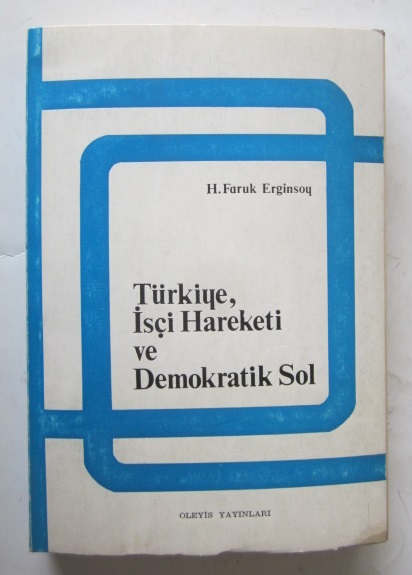 H. Faruk Erginsoy
Türkiye,
İşçi Hareketi
ve
Demokratik Sol
OLEYİS YAYINLARI